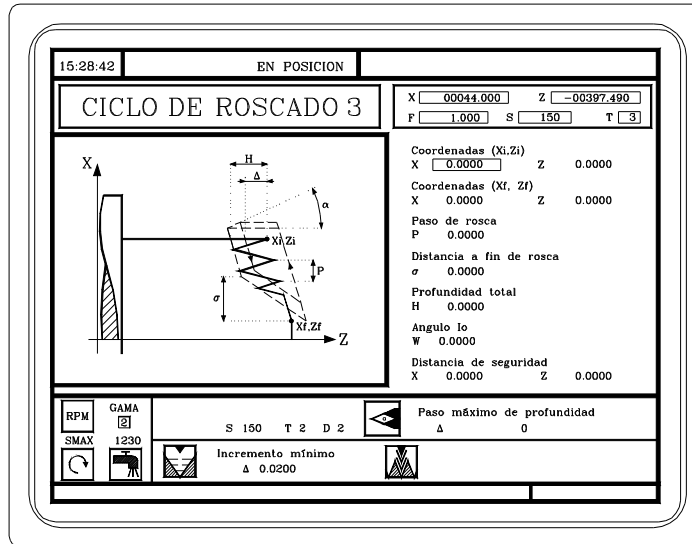 15:28:42 EN POSICION
CICLO DE ROSCADO 3
X 00044.000 Z -00397.490
F 1.000 S 150 T 3
X
H
Δ
α
Xi,Zi
P
σ
Xf,Zf
Z
Coordenadas (Xi,Zi)
X 0.0000 Z 0.0000
Coordenadas (Xf, Zf)
X 0.0000 Z 0.0000
Paso de rosca
P 0.0000
Distancia a fin de rosca
σ 0.0000
Profundidad total
H 0.0000
Angulo Io
W 0.0000
Distancia de seguridad
X 0.0000 Z 0.0000
RPM GAMA
2
SMAX 1230
S 150 T 2 D 2
Paso máximo de profundidad
Δ 0
Incremento mínimo
Δ 0.0200